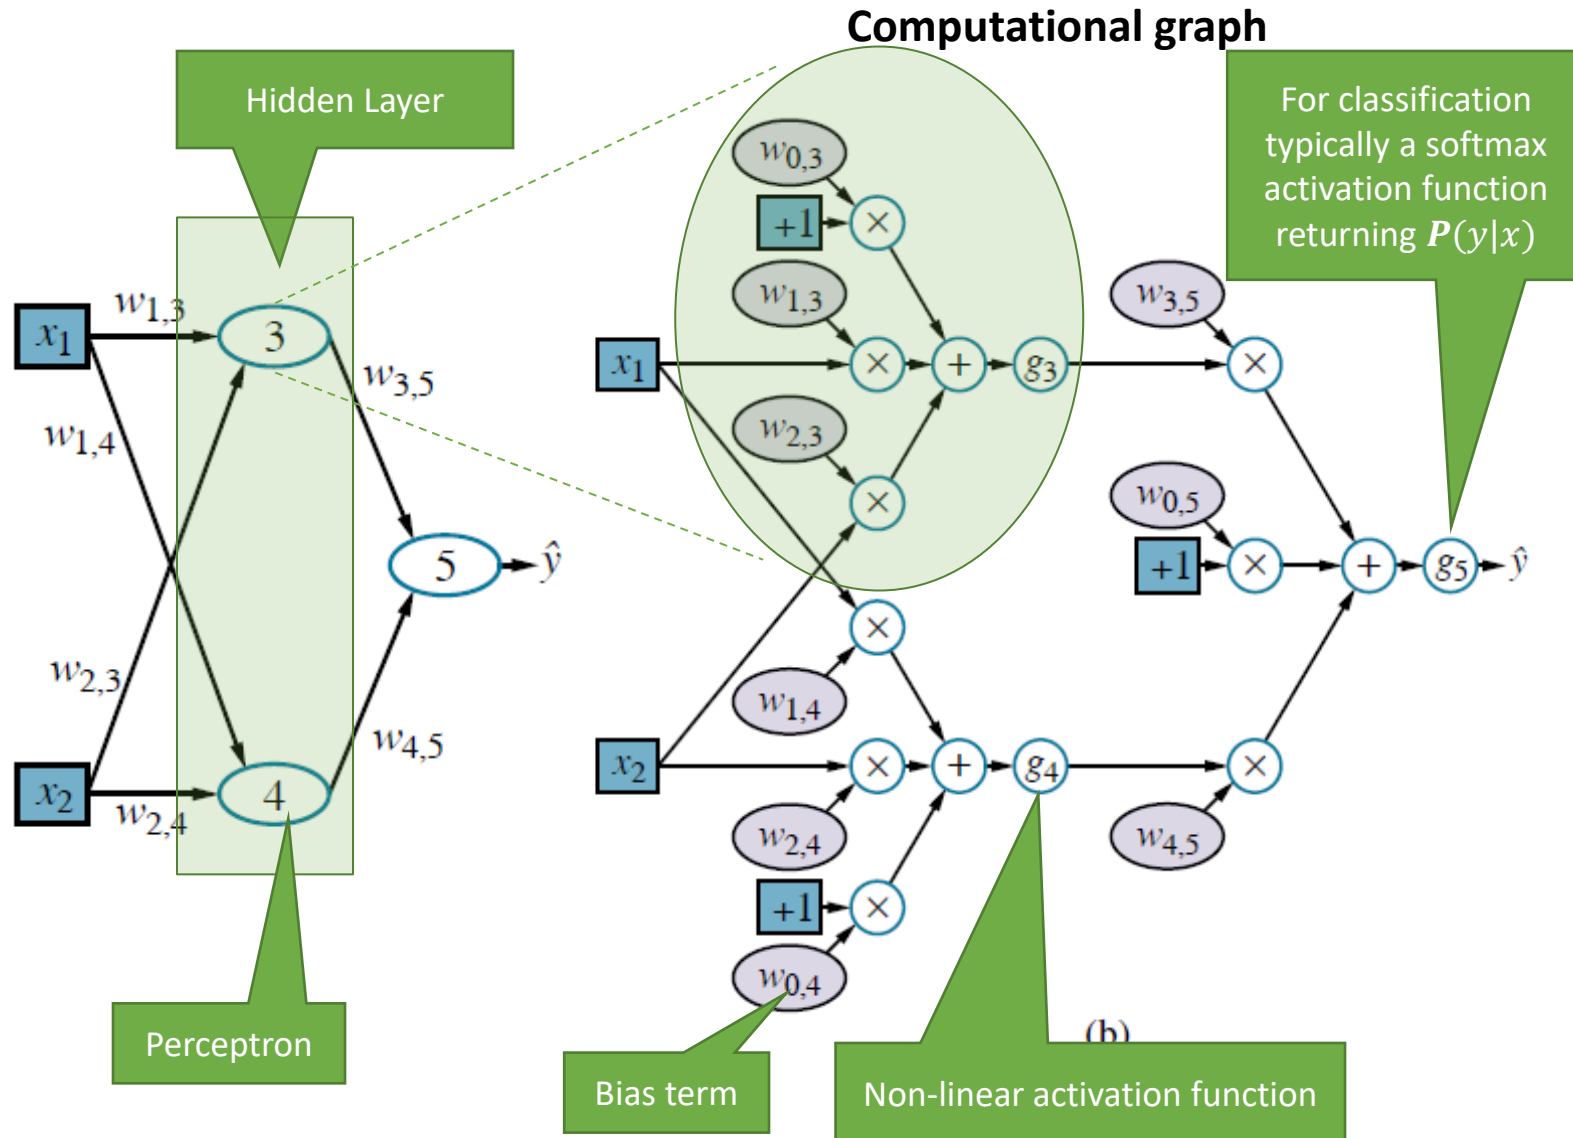 Computational graph
Hidden Layer
For classification
typically a softmax
activation function
returning P(y|x)
x1
x2
w1,3
w1,4
w2,3
w2,4
3
4
w3,5
w4,5
5
ŷ
w0,3
+1
×
w1,3
x1
×
+
g3
w2,3
×
×
w1,4
x2
×
+
g4
w2,4
+1
×
w0,4
w3,5
×
w0,5
+1
×
+
g5
ŷ
×
w4,5
(b)
Perceptron
Bias term
Non-linear activation function